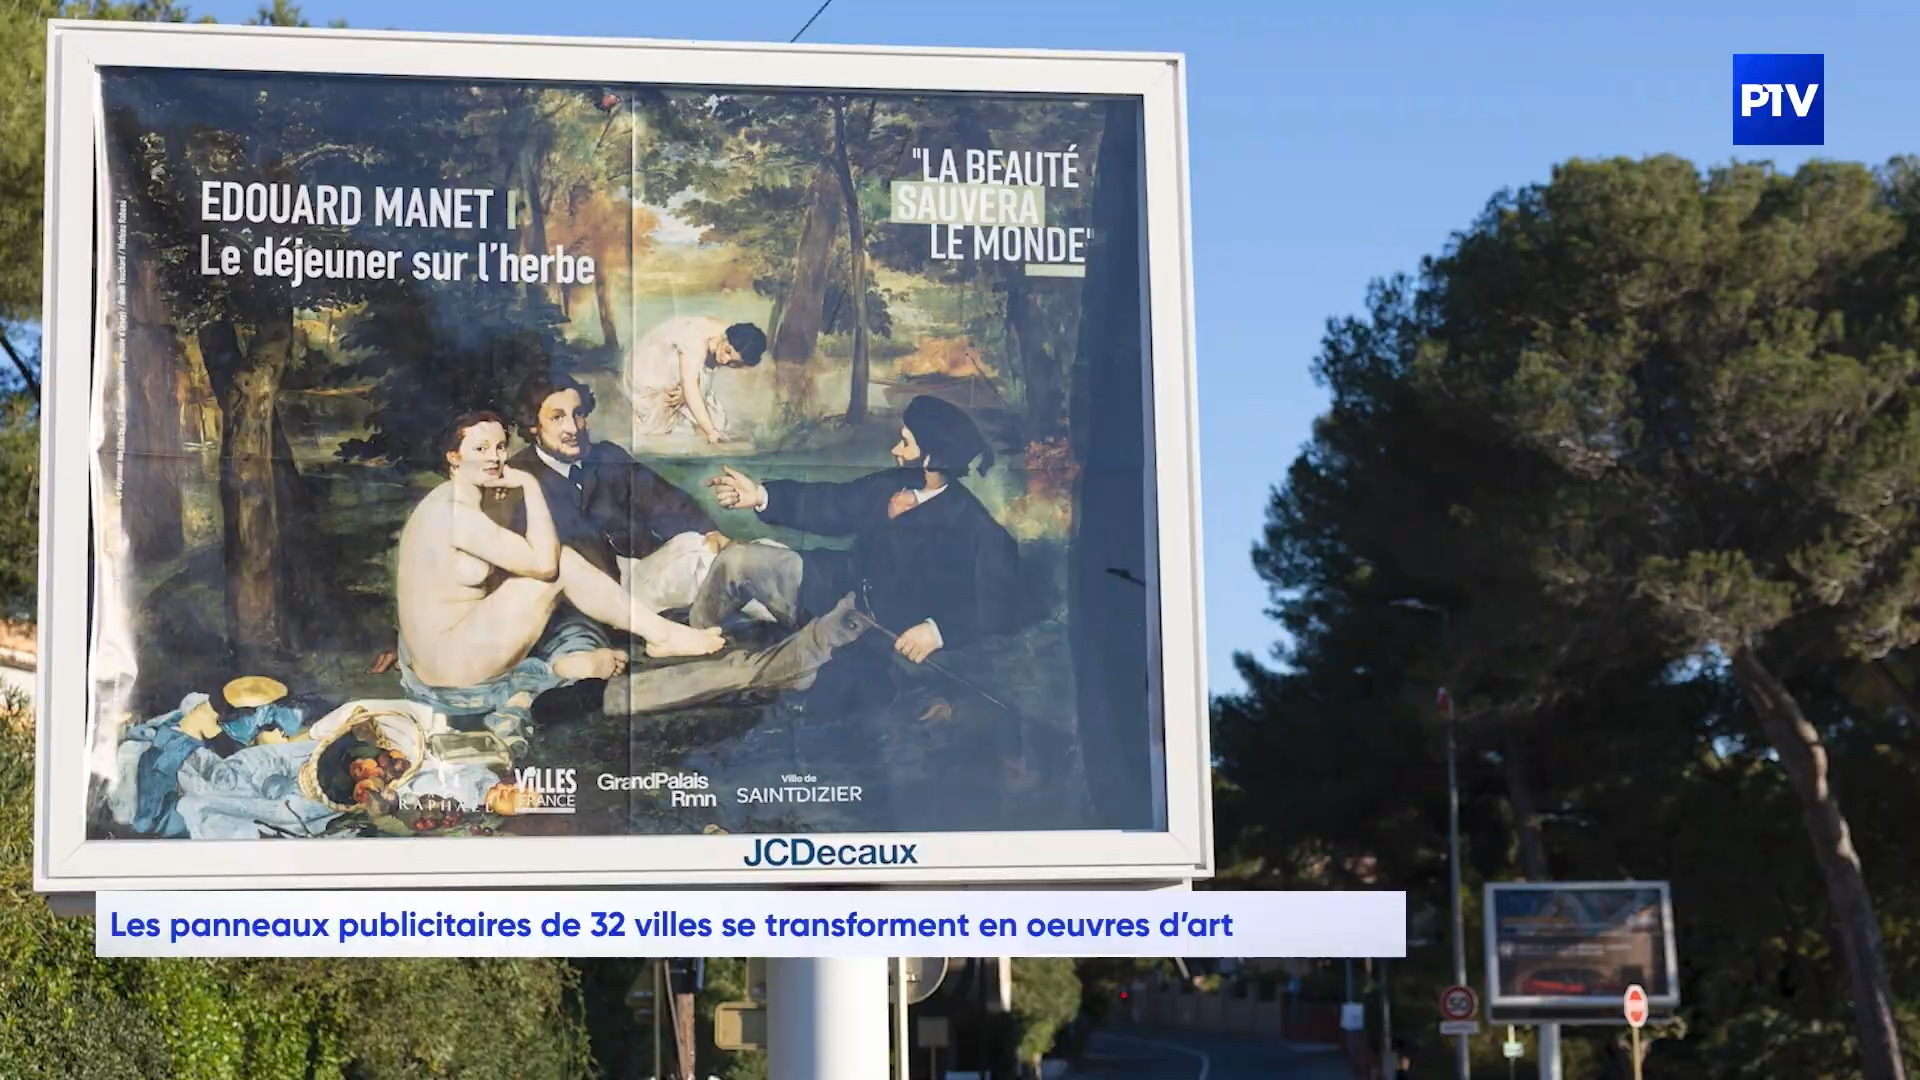 PTV
"LA BEAUTÉ
SAUVERA
LE MONDE"
EDOUARD MANET
Le déjeuner sur l'herbe
RAPHAEL
VILLES
FRANCE
GrandPalais
Rmn
Ville de
SAINTDIZIER
JCDecaux
Les panneaux publicitaires de 32 villes se transforment en oeuvres d'art
50